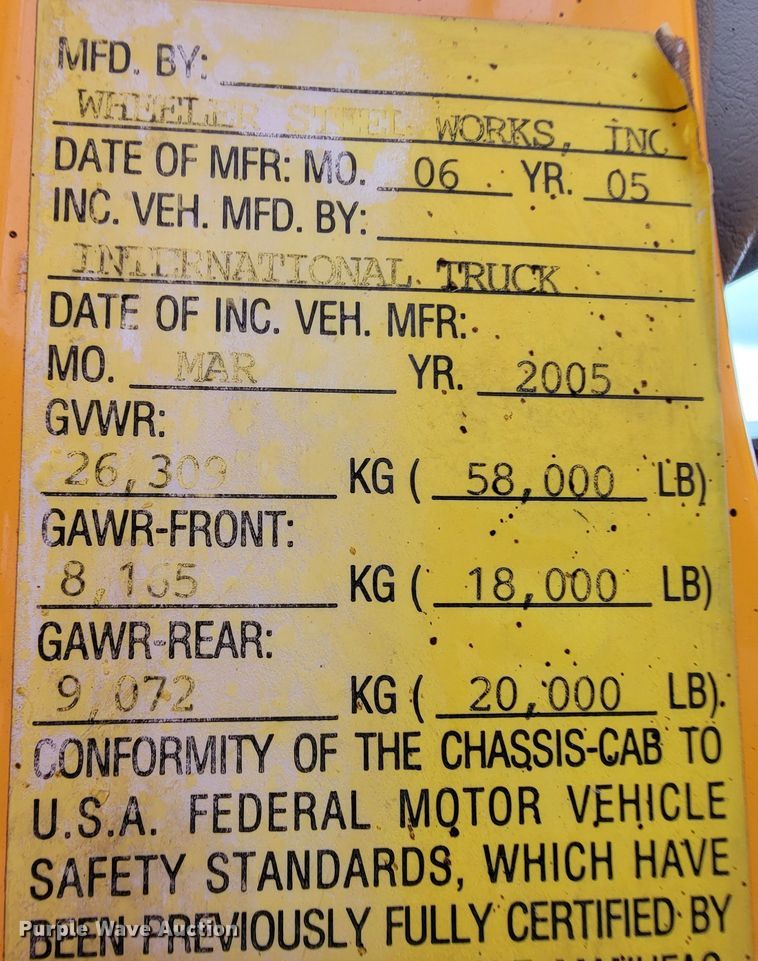 MFD. BY:
WHEELER STEEL WORKS, INC
DATE OF MFR: MO. 06 YR. 05
INC. VEH. MFD. BY:
INTERNATIONAL TRUCK
DATE OF INC. VEH. MFR:
MO. MAR YR. 2005
GVWR:
26,309 KG ( 58,000 LB)
GAWR-FRONT:
8,165 KG ( 18,000 LB)
GAWR-REAR:
9,072 KG ( 20,000 LB).
CONFORMITY OF THE CHASSIS-CAB TO
U.S.A. FEDERAL MOTOR VEHICLE
SAFETY STANDARDS, WHICH HAVE
BEEN PREVIOUSLY FULLY CERTIFIED BY
Purple Wave Auction